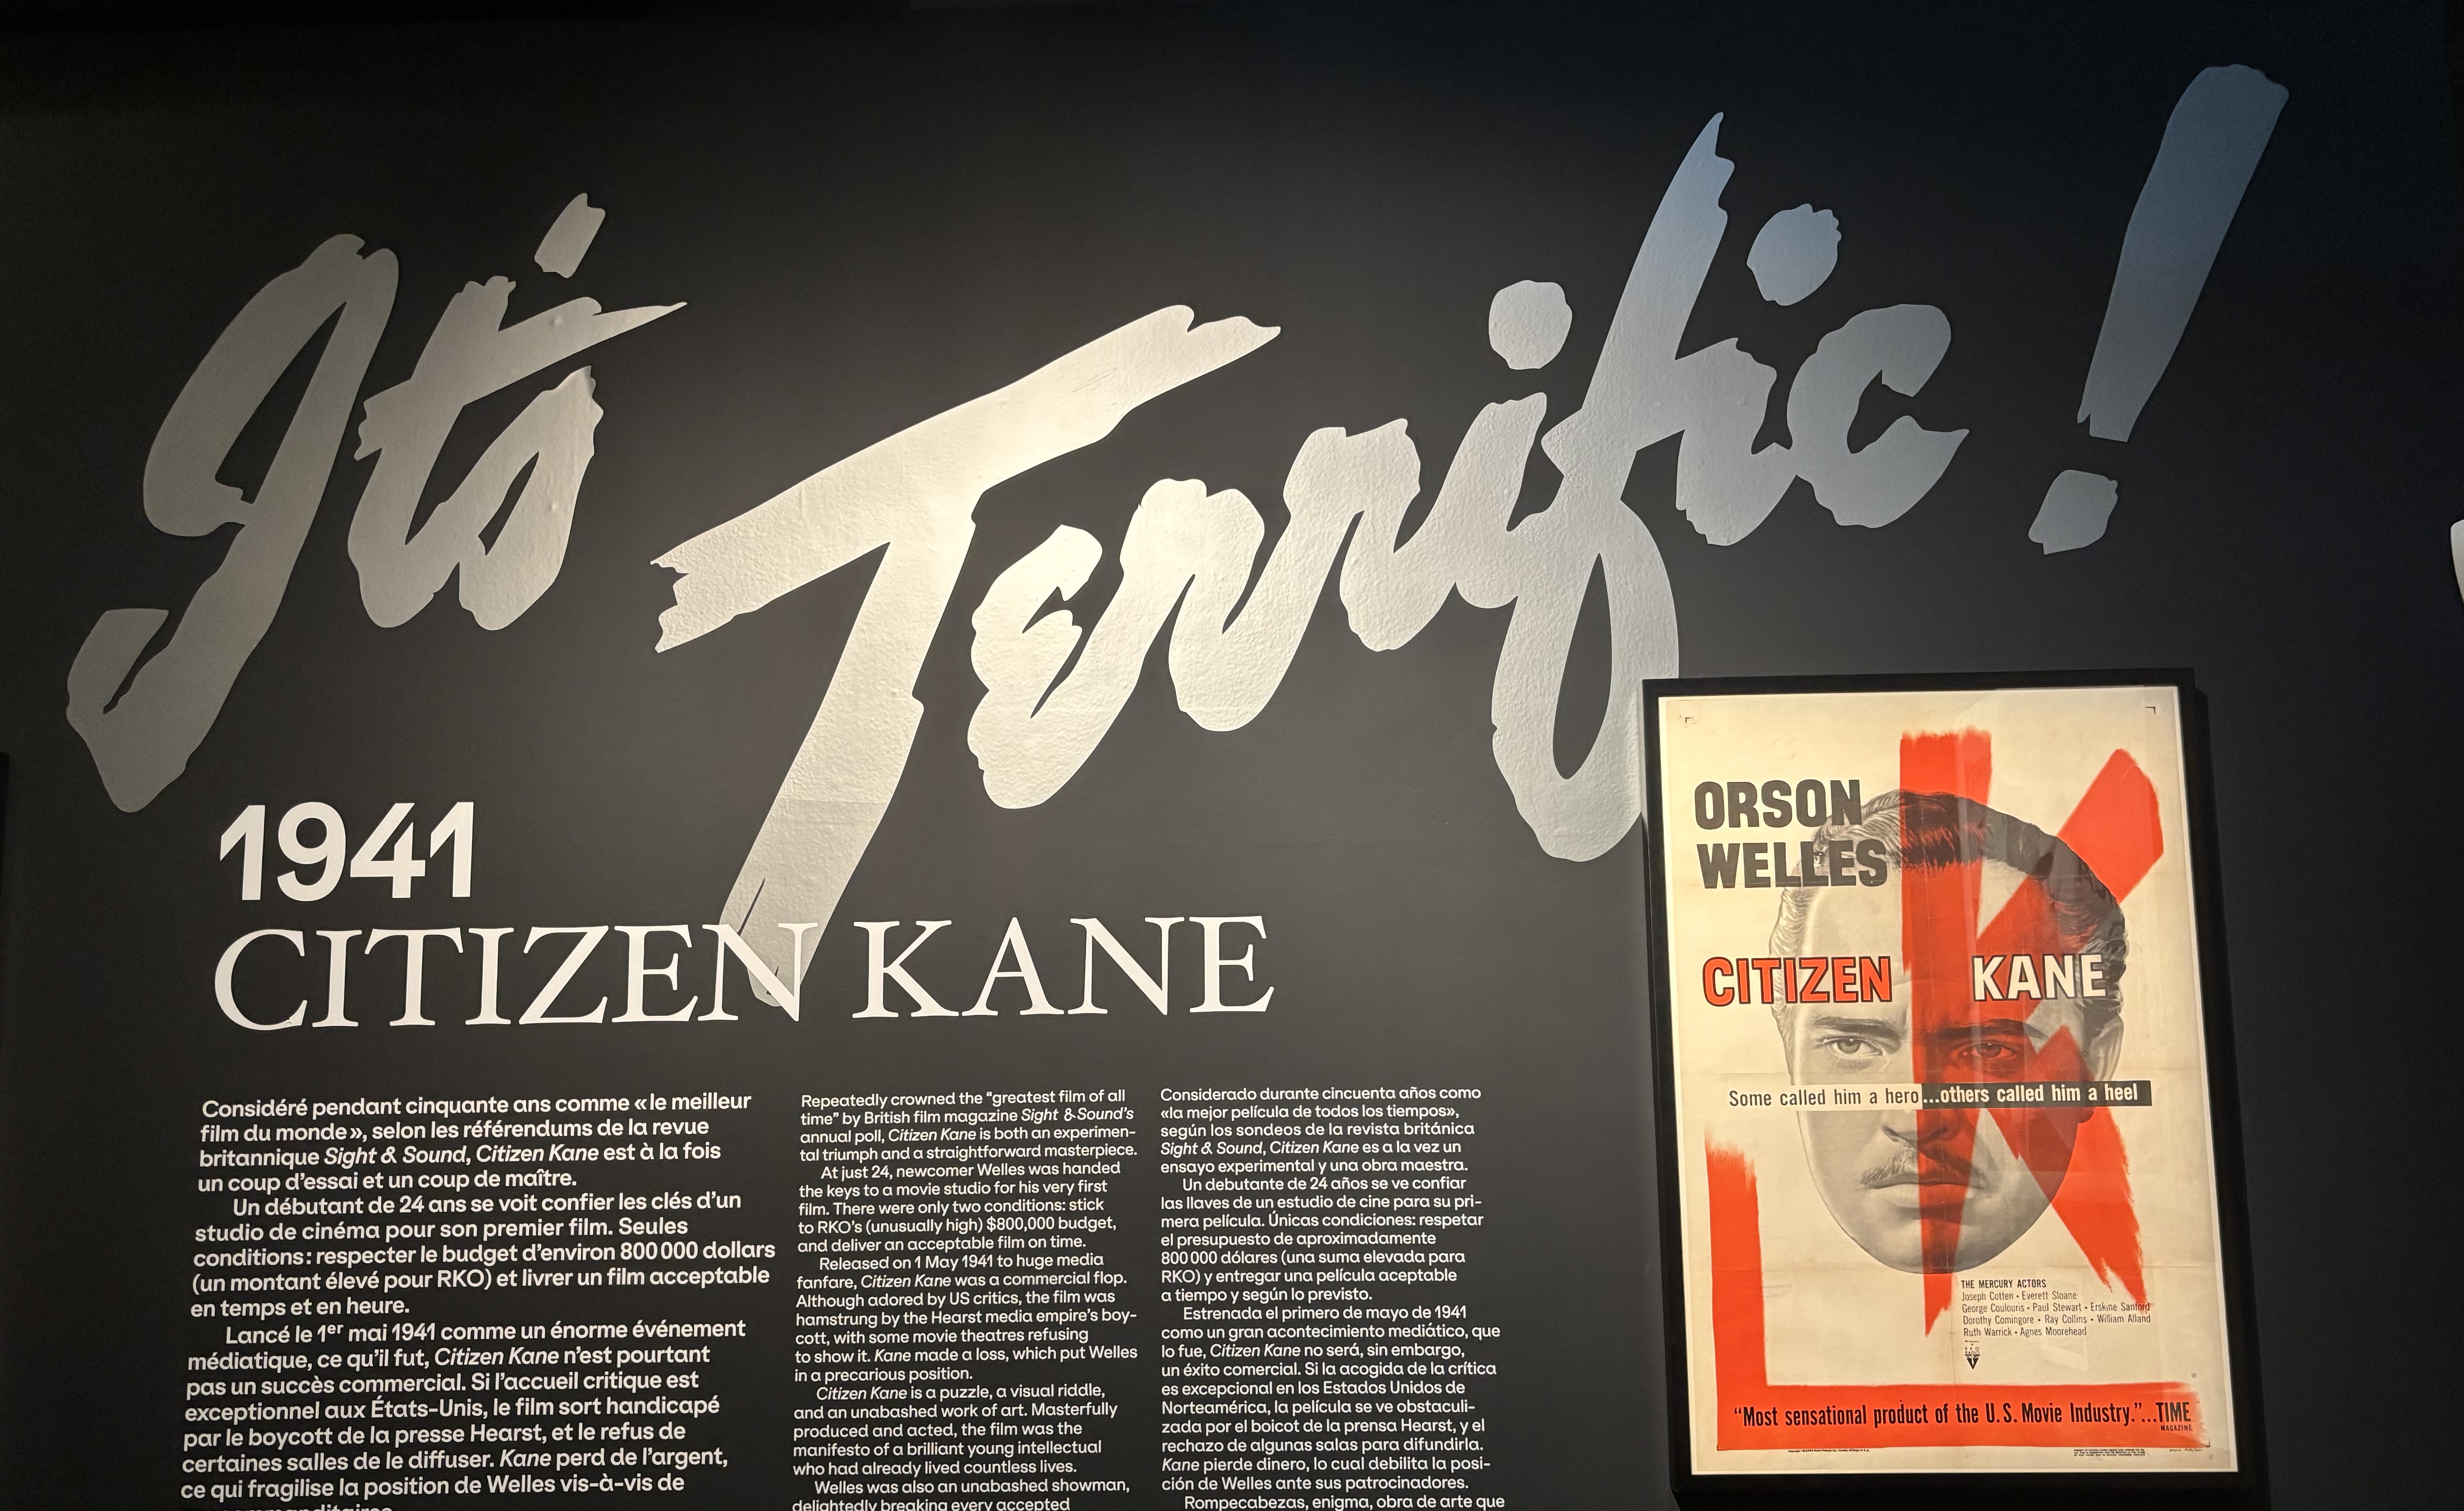 It's Terrific!
1941
CITIZEN KANE
Considéré pendant cinquante ans comme « le meilleur
film du monde », selon les référendums de la revue
britannique Sight & Sound, Citizen Kane est à la fois
un coup d'essai et un coup de maître.
Un débutant de 24 ans se voit confier les clés d'un
studio de cinéma pour son premier film. Seules
conditions : respecter le budget d'environ 800 000 dollars
(un montant élevé pour RKO) et livrer un film acceptable
en temps et en heure.
Lancé le 1er mai 1941 comme un énorme événement
médiatique, ce qu'il fut, Citizen Kane n'est pourtant
pas un succès commercial. Si l'accueil critique est
exceptionnel aux États-Unis, le film sort handicapé
par le boycott de la presse Hearst, et le refus de
certaines salles de le diffuser. Kane perd de l'argent,
ce qui fragilise la position de Welles vis-à-vis de
Repeatedly crowned the "greatest film of all
time" by British film magazine Sight & Sound's
annual poll, Citizen Kane is both an experimen-
tal triumph and a straightforward masterpiece.
At just 24, newcomer Welles was handed
the keys to a movie studio for his very first
film. There were only two conditions: stick
to RKO's (unusually high) $800,000 budget,
and deliver an acceptable film on time.
Released on 1 May 1941 to huge media
fanfare, Citizen Kane was a commercial flop.
Although adored by US critics, the film was
hamstrung by the Hearst media empire's boy-
cott, with some movie theatres refusing
to show it. Kane made a loss, which put Welles
in a precarious position.
Citizen Kane is a puzzle, a visual riddle,
and an unabashed work of art. Masterfully
produced and acted, the film was the
manifesto of a brilliant young intellectual
who had already lived countless lives.
Welles was also an unabashed showman,
delightedly breaking every accepted
Considerado durante cincuenta años como
«la mejor película de todos los tiempos»,
según los sondeos de la revista británica
Sight & Sound, Citizen Kane es a la vez un
ensayo experimental y una obra maestra.
Un debutante de 24 años se ve confiar
las llaves de un estudio de cine para su pri-
mera película. Únicas condiciones: respetar
el presupuesto de aproximadamente
800 000 dólares (una suma elevada para
RKO) y entregar una película aceptable
a tiempo y según lo previsto.
Estrenada el primero de mayo de 1941
como un gran acontecimiento mediático, que
lo fue, Citizen Kane no será, sin embargo,
un éxito comercial. Si la acogida de la crítica
es excepcional en los Estados Unidos de
Norteamérica, la película se ve obstaculi-
zada por el boicot de la prensa Hearst, y el
rechazo de algunas salas para difundirla.
Kane pierde dinero, lo cual debilita la posi-
ción de Welles ante sus patrocinadores.
Rompecabezas, enigma, obra de arte que
ORSON
WELLES
CITIZEN KANE
Some called him a hero...others called him a heel
THE MERCURY ACTORS
Joseph Cotten • Everett Sloane
George Coulouris • Paul Stewart • Erskine Sanford
Dorothy Comingore • Ray Collins • William Alland
Ruth Warrick • Agnes Moorehead
"Most sensational product of the U.S. Movie Industry."...TIME
MAGAZINE